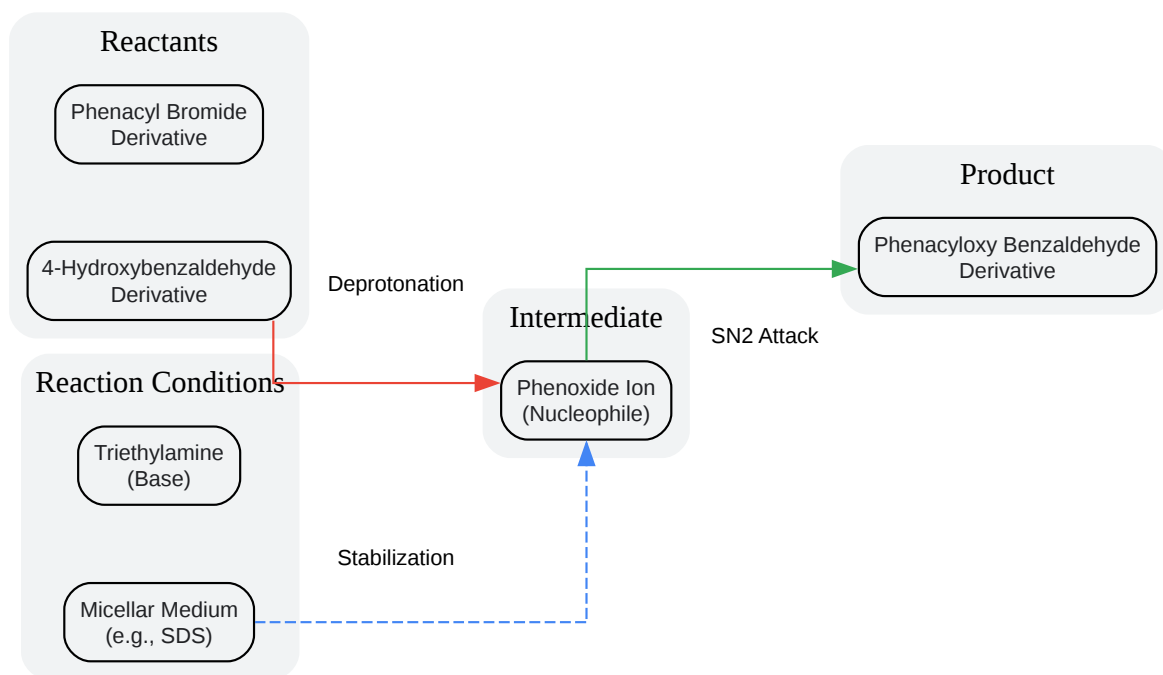 Reactants
Phenacyl Bromide
Derivative
4-Hydroxybenzaldehyde
Derivative
Deprotonation
Reaction Conditions
Triethylamine
(Base)
Micellar Medium
(e.g., SDS)
Stabilization
Intermediate
Phenoxide Ion
(Nucleophile)
SN2 Attack
Product
Phenacyloxy Benzaldehyde
Derivative